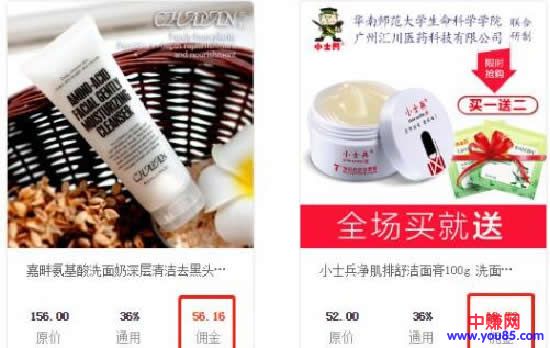 CHALAN
AMINO ACID
FACIAL GENTLY
MOISTURIZING
CLEANSER
嘉畔氨基酸洗面奶深层清洁去黑头…
156.00
36%
56.16
原价
通用
佣金
小士兵
华南师范大学生命科学学院
广州汇川医药科技有限公司
联合
研制
限时
抢购
买一送二
小士兵
全场买就送
小士兵净肌排舒洁面膏100g 洗面…
52.00
36%
原价
通用
中赚网
www.you85.com